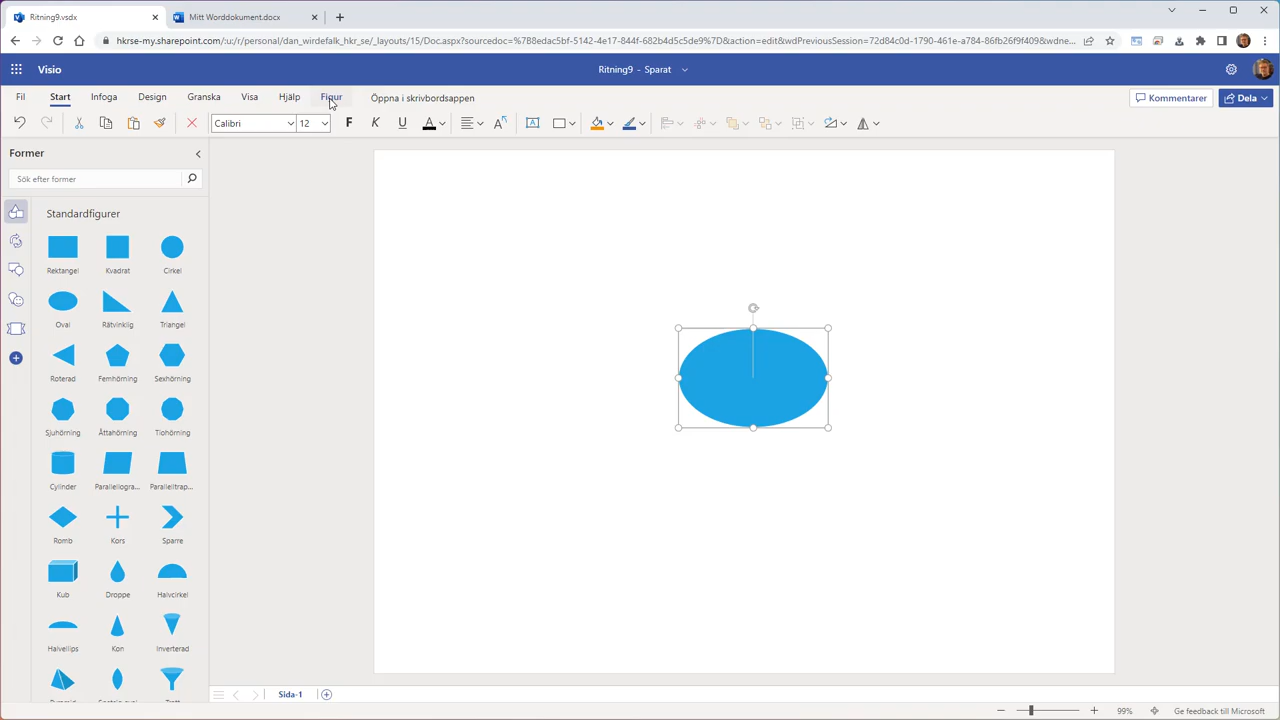 Ritning9.vsdx
Mitt Worddokument.docx
hkrse-my.sharepoint.com/:u:/r/personal/dan_wirdefalk_hkr_se/_layouts/15/Doc.aspx?sourcedoc=%7B8edac5bf-5142-4e17-844f-682b4d5c5de9%7D&action=edit&wdPreviousSession=72d84c0d-1790-461e-a784-86fb26f9f409&wdne...
Visio
Ritning9 - Sparat
Fil Start Infoga Design Granska Visa Hjälp Figur Öppna i skrivbordsappen
Kommentarer
Dela
Calibri 12 F K U A
Former
Sök efter former
Standardfigurer
Rektangel Kvadrat Cirkel
Oval Rätvinklig Triangel
Roterad Femhörning Sexhörning
Sjuhörning Åttahörning Tiohörning
Cylinder Parallellogra... Parallelltrap...
Romb Kors Sparre
Kub Droppe Halvcirkel
Halvellips Kon Inverterad
Sida-1
99% Ge feedback till Microsoft